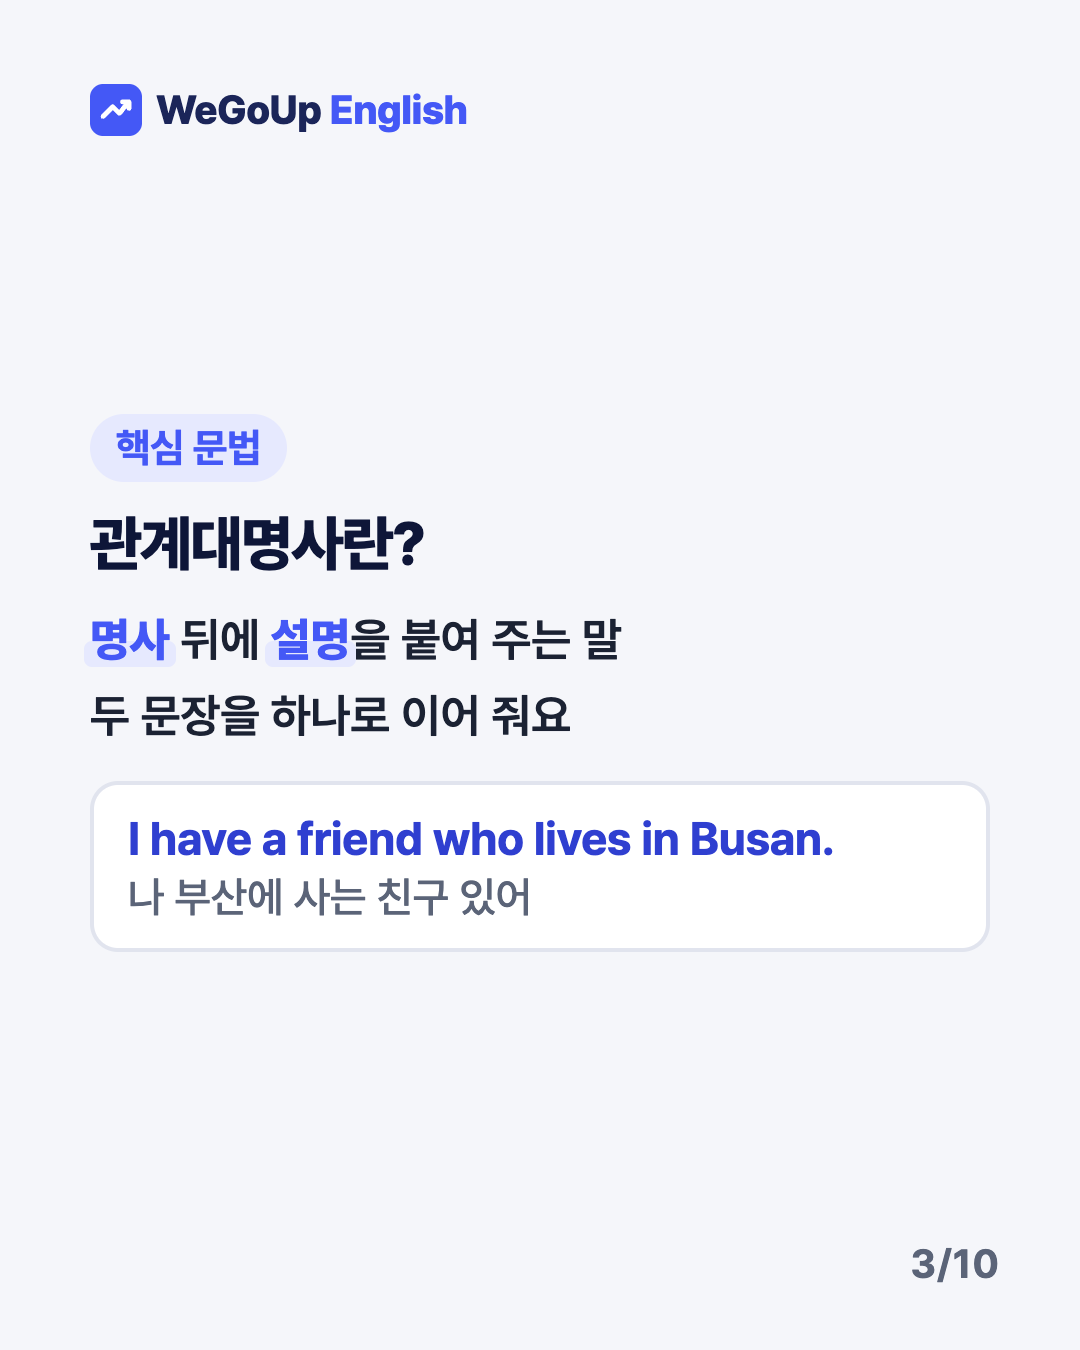 WeGoUp English
핵심 문법
관계대명사란?
명사 뒤에 설명을 붙여 주는 말
두 문장을 하나로 이어 줘요
I have a friend who lives in Busan.
나 부산에 사는 친구 있어
3/10